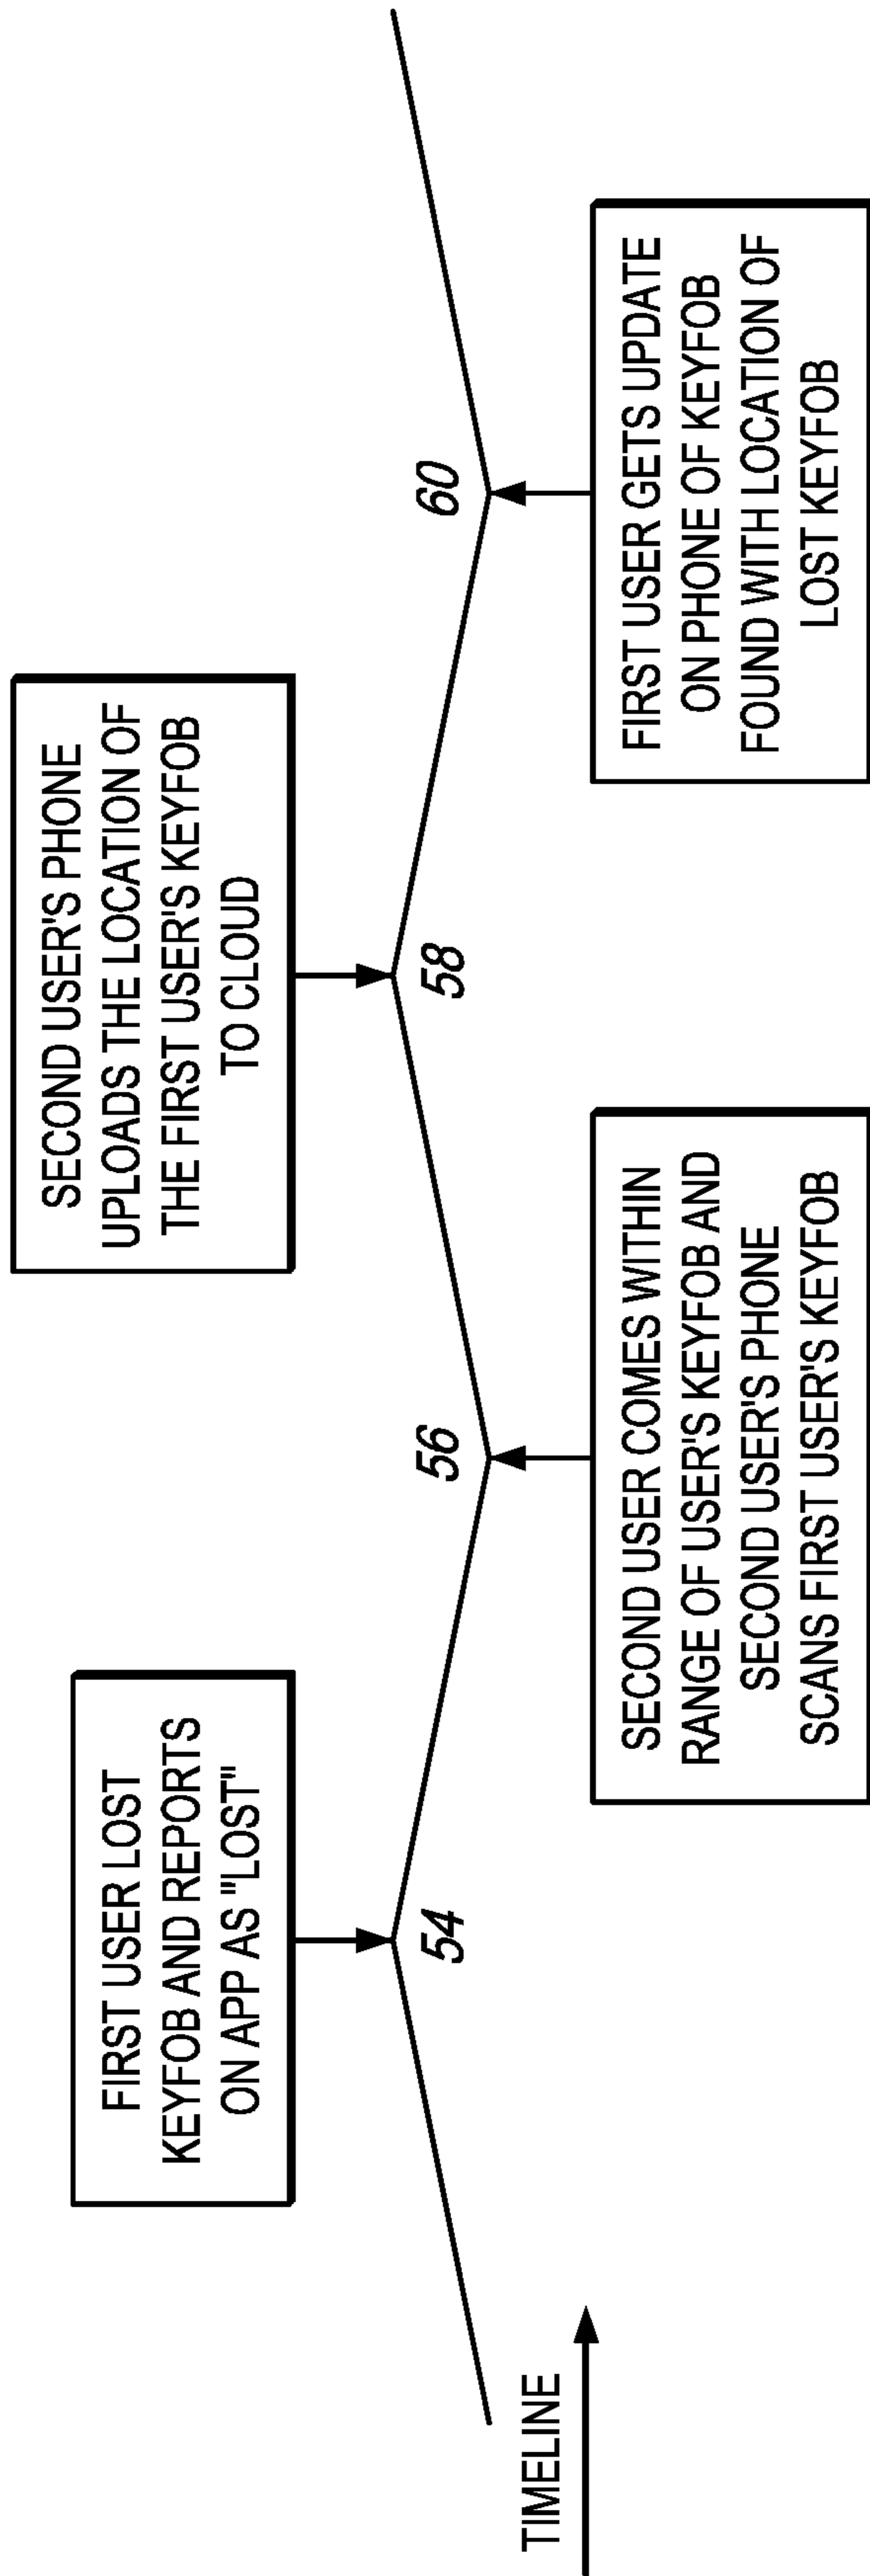 FIRST USER LOST
KEYFOB AND REPORTS
ON APP AS "LOST"
SECOND USER'S PHONE
UPLOADS THE LOCATION OF
THE FIRST USER'S KEYFOB
TO CLOUD
54
56
58
60
TIMELINE
SECOND USER COMES WITHIN
RANGE OF USER'S KEYFOB AND
SECOND USER'S PHONE
SCANS FIRST USER'S KEYFOB
FIRST USER GETS UPDATE
ON PHONE OF KEYFOB
FOUND WITH LOCATION OF
LOST KEYFOB